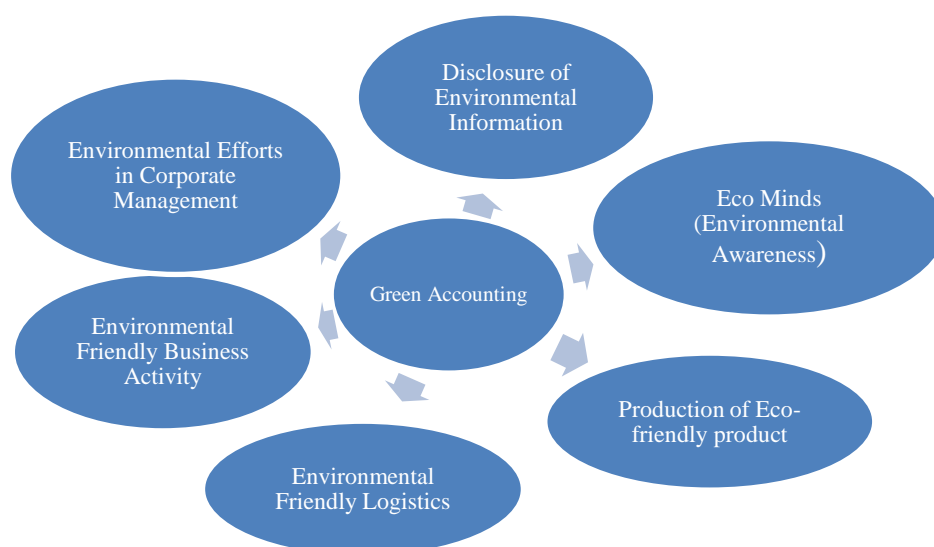 Disclosure of
Environmental
Information
Environmental Efforts
in Corporate
Management
Eco Minds
(Environmental
Awareness)
Green Accounting
Environmental
Friendly Business
Activity
Production of Eco-
friendly product
Environmental
Friendly Logistics